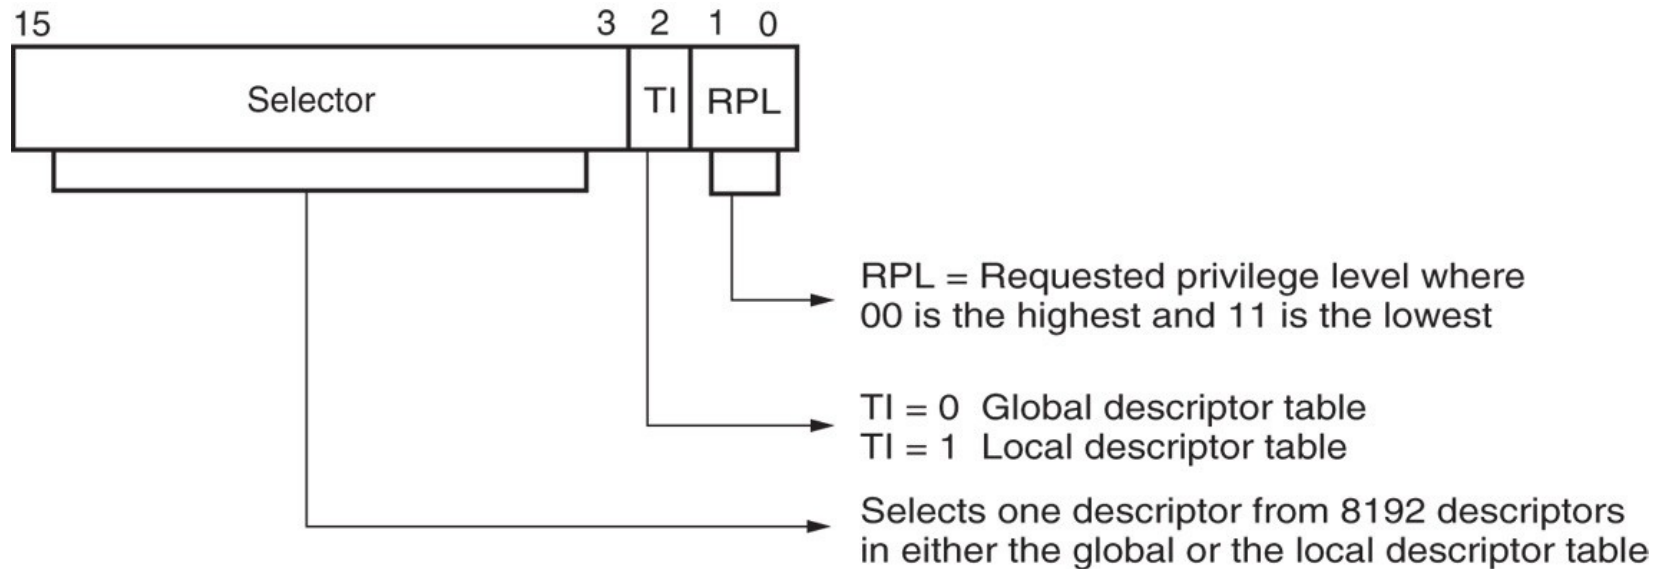 15 3 2 1 0
Selector TI RPL
RPL = Requested privilege level where
00 is the highest and 11 is the lowest
TI = 0 Global descriptor table
TI = 1 Local descriptor table
Selects one descriptor from 8192 descriptors
in either the global or the local descriptor table